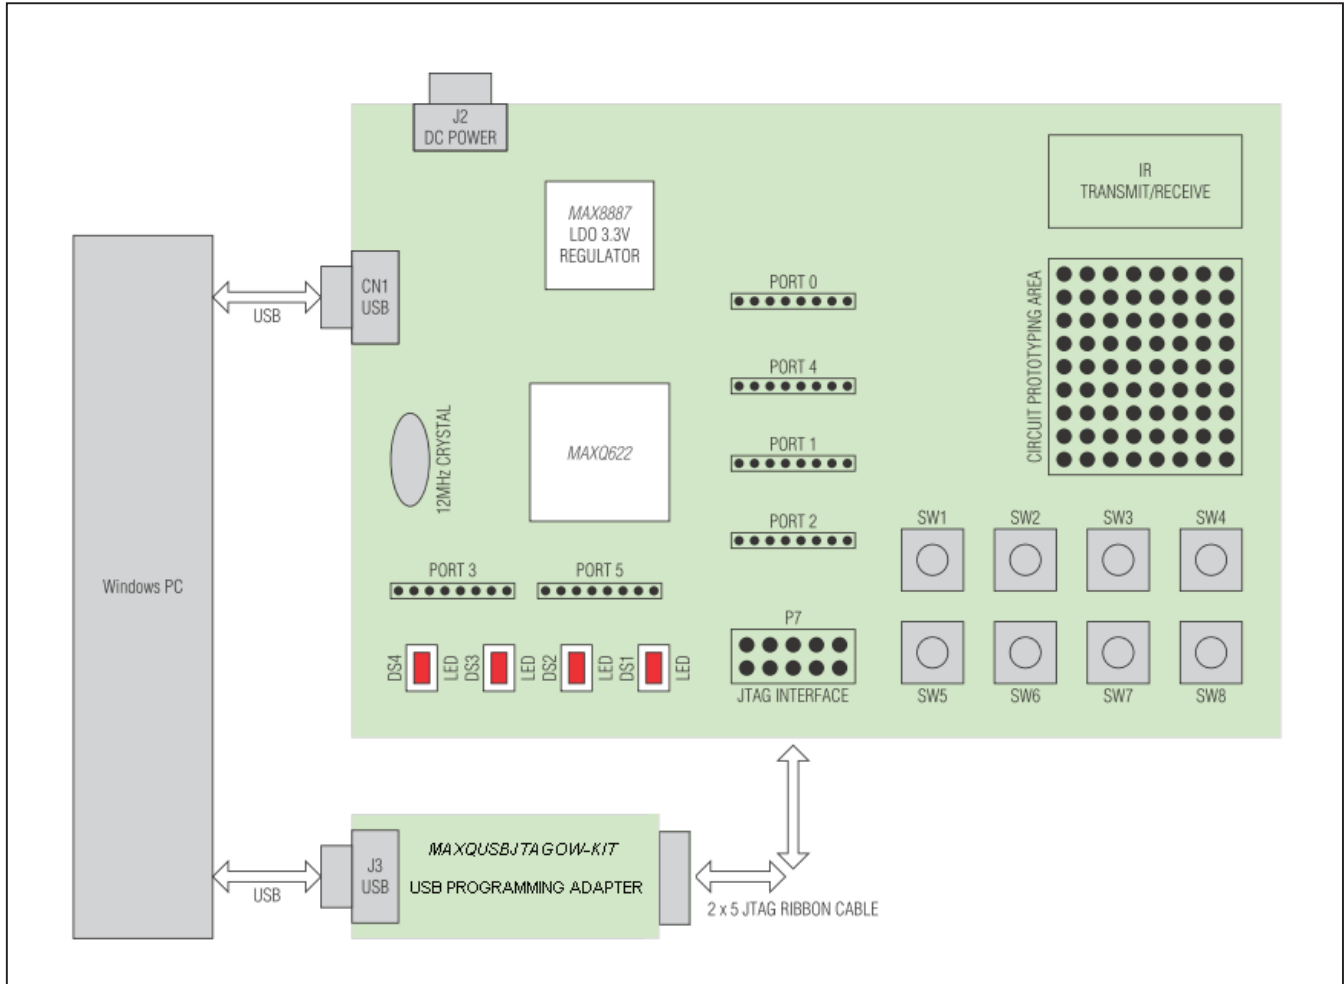 J2
DC POWER
IR
TRANSMIT/RECEIVE
MAX8887
LDO 3.3V
REGULATOR
CN1
USB
USB
PORT 0
CIRCUIT PROTOTYPING AREA
PORT 4
12MHz CRYSTAL
MAXQ622
PORT 1
PORT 2
SW1
SW2
SW3
SW4
Windows PC
PORT 3
PORT 5
P7
JTAG INTERFACE
DS4
LED
DS3
LED
DS2
LED
DS1
LED
SW5
SW6
SW7
SW8
J3
USB
USB
MAXQUSBJTAGOW-KIT
USB PROGRAMMING ADAPTER
2 x 5 JTAG RIBBON CABLE